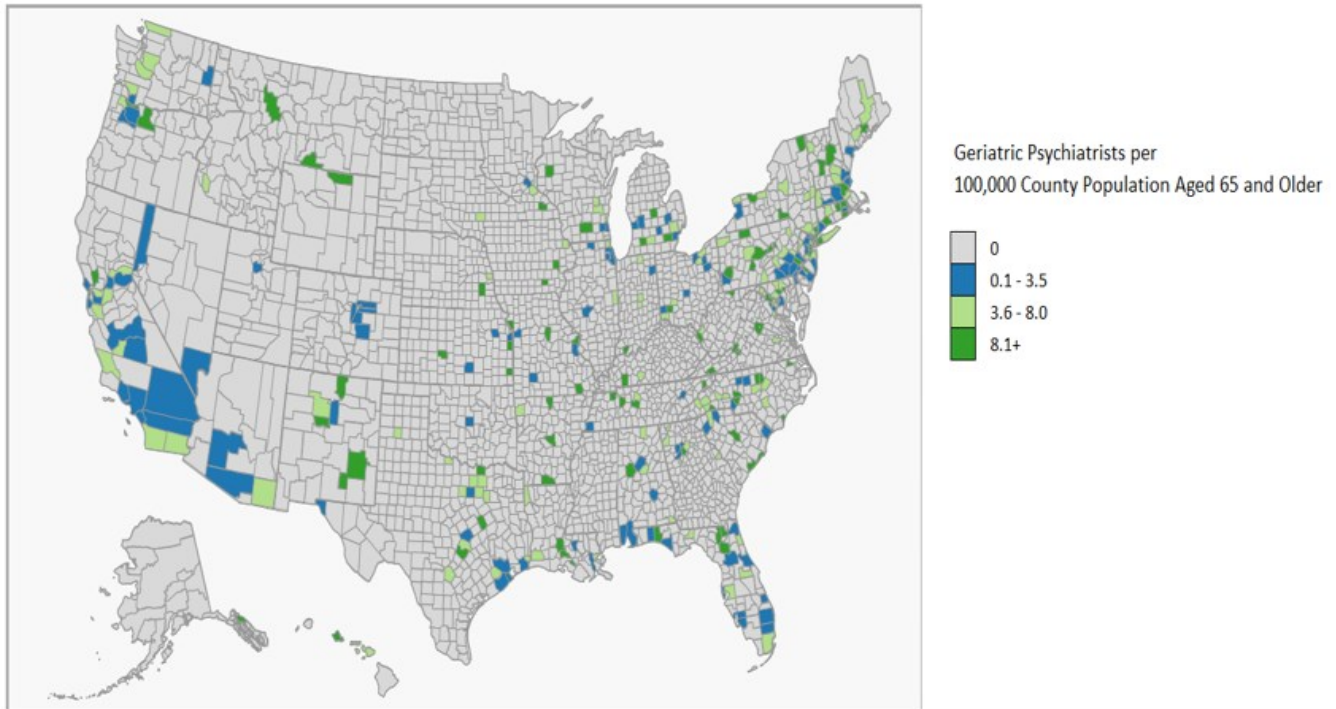 Geriatric Psychiatrists per
100,000 County Population Aged 65 and Older
0
0.1 - 3.5
3.6 - 8.0
8.1+